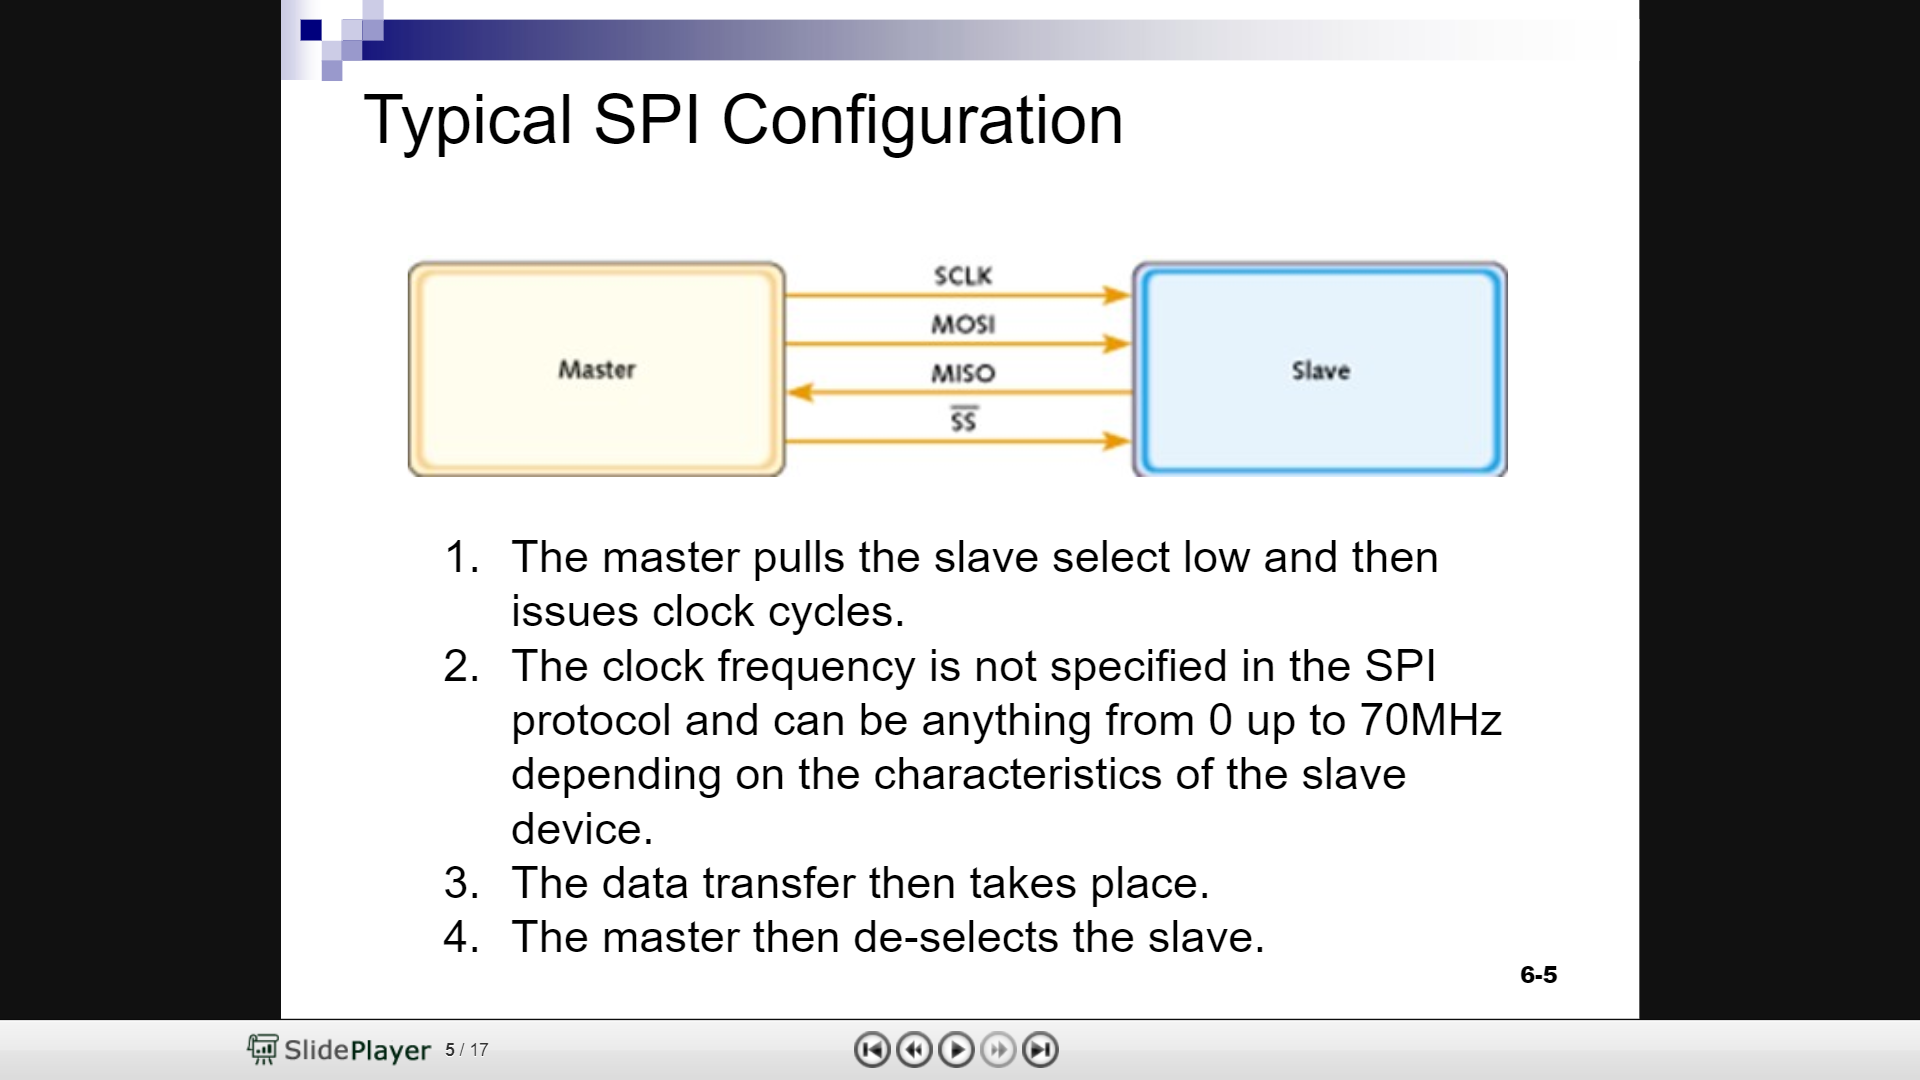 Typical SPI Configuration
SCLK
MOSI
MISO
S̅S̅
Master
Slave
1. The master pulls the slave select low and then
issues clock cycles.
2. The clock frequency is not specified in the SPI
protocol and can be anything from 0 up to 70MHz
depending on the characteristics of the slave
device.
3. The data transfer then takes place.
4. The master then de-selects the slave.
6-5
SlidePlayer 5 / 17